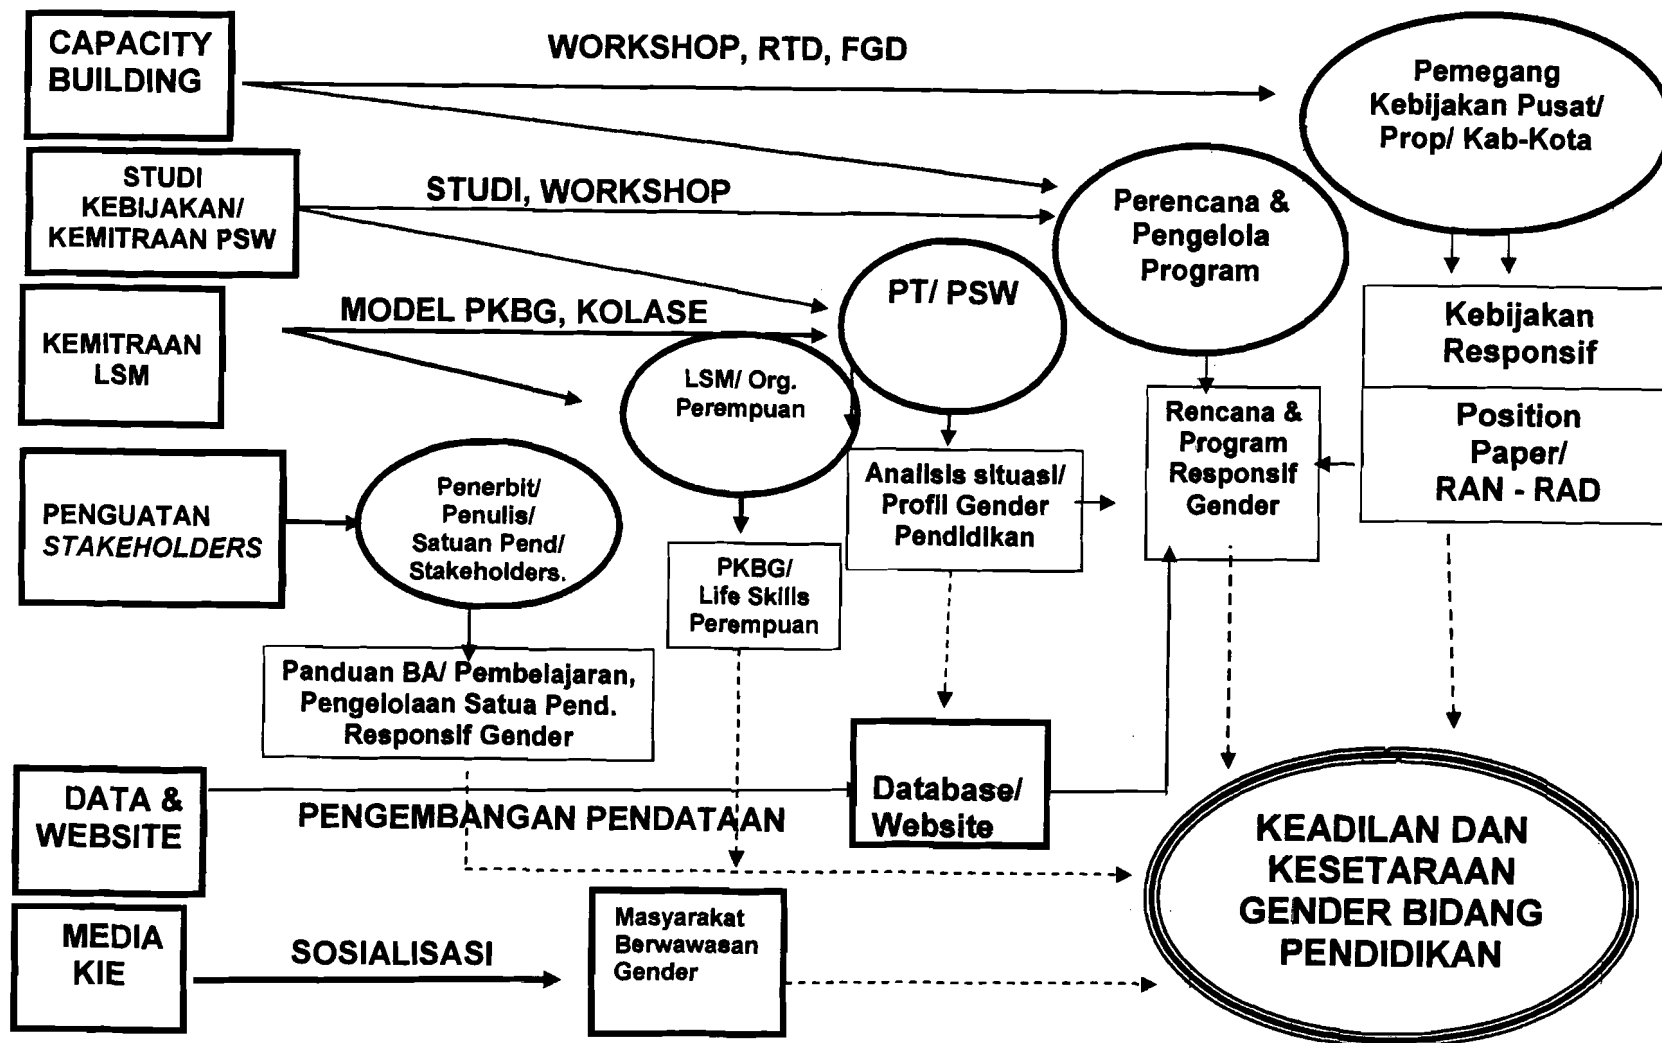 CAPACITY
BUILDING
WORKSHOP, RTD, FGD
Pemegang
Kebijakan Pusat/
Prop/ Kab-Kota
STUDI
KEBIJAKAN/
KEMITRAAN PSW
STUDI, WORKSHOP
Perencana &
Pengelola
Program
PT/ PSW
MODEL PKBG, KOLASE
KEMITRAAN
LSM
LSM/ Org.
Perempuan
Kebijakan
Responsif
Rencana &
Program
Responsif
Gender
Position
Paper/
RAN - RAD
Analisis situasi/
Profil Gender
Pendidikan
PENGUATAN
STAKEHOLDERS
Penerbit/
Penulis/
Satuan Pend/
Stakeholders.
PKBG/
Life Skills
Perempuan
Panduan BA/ Pembelajaran,
Pengelolaan Satua Pend.
Responsif Gender
DATA &
WEBSITE
PENGEMBANGAN PENDATAAN
Database/
Website
KEADILAN DAN
KESETARAAN
GENDER BIDANG
PENDIDIKAN
MEDIA
KIE
SOSIALISASI
Masyarakat
Berwawasan
Gender